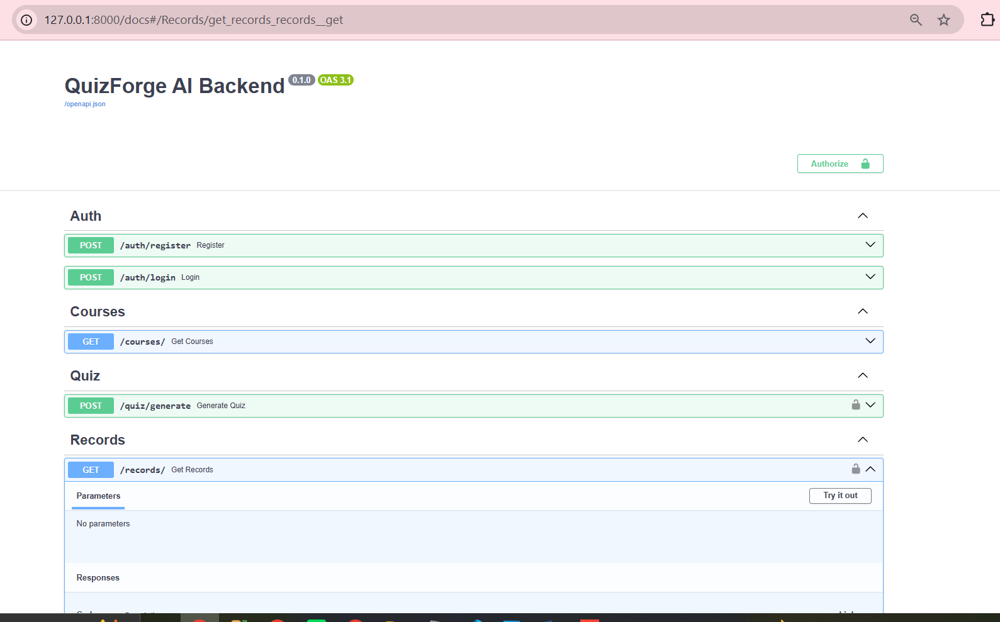 127.0.0.1:8000/docs#/Records/get_records_records__get
QuizForge AI Backend 0.1.0 OAS 3.1
/openapi.json
Authorize
Auth
POST /auth/register Register
POST /auth/login Login
Courses
GET /courses/ Get Courses
Quiz
POST /quiz/generate Generate Quiz
Records
GET /records/ Get Records
Parameters Try it out
No parameters
Responses